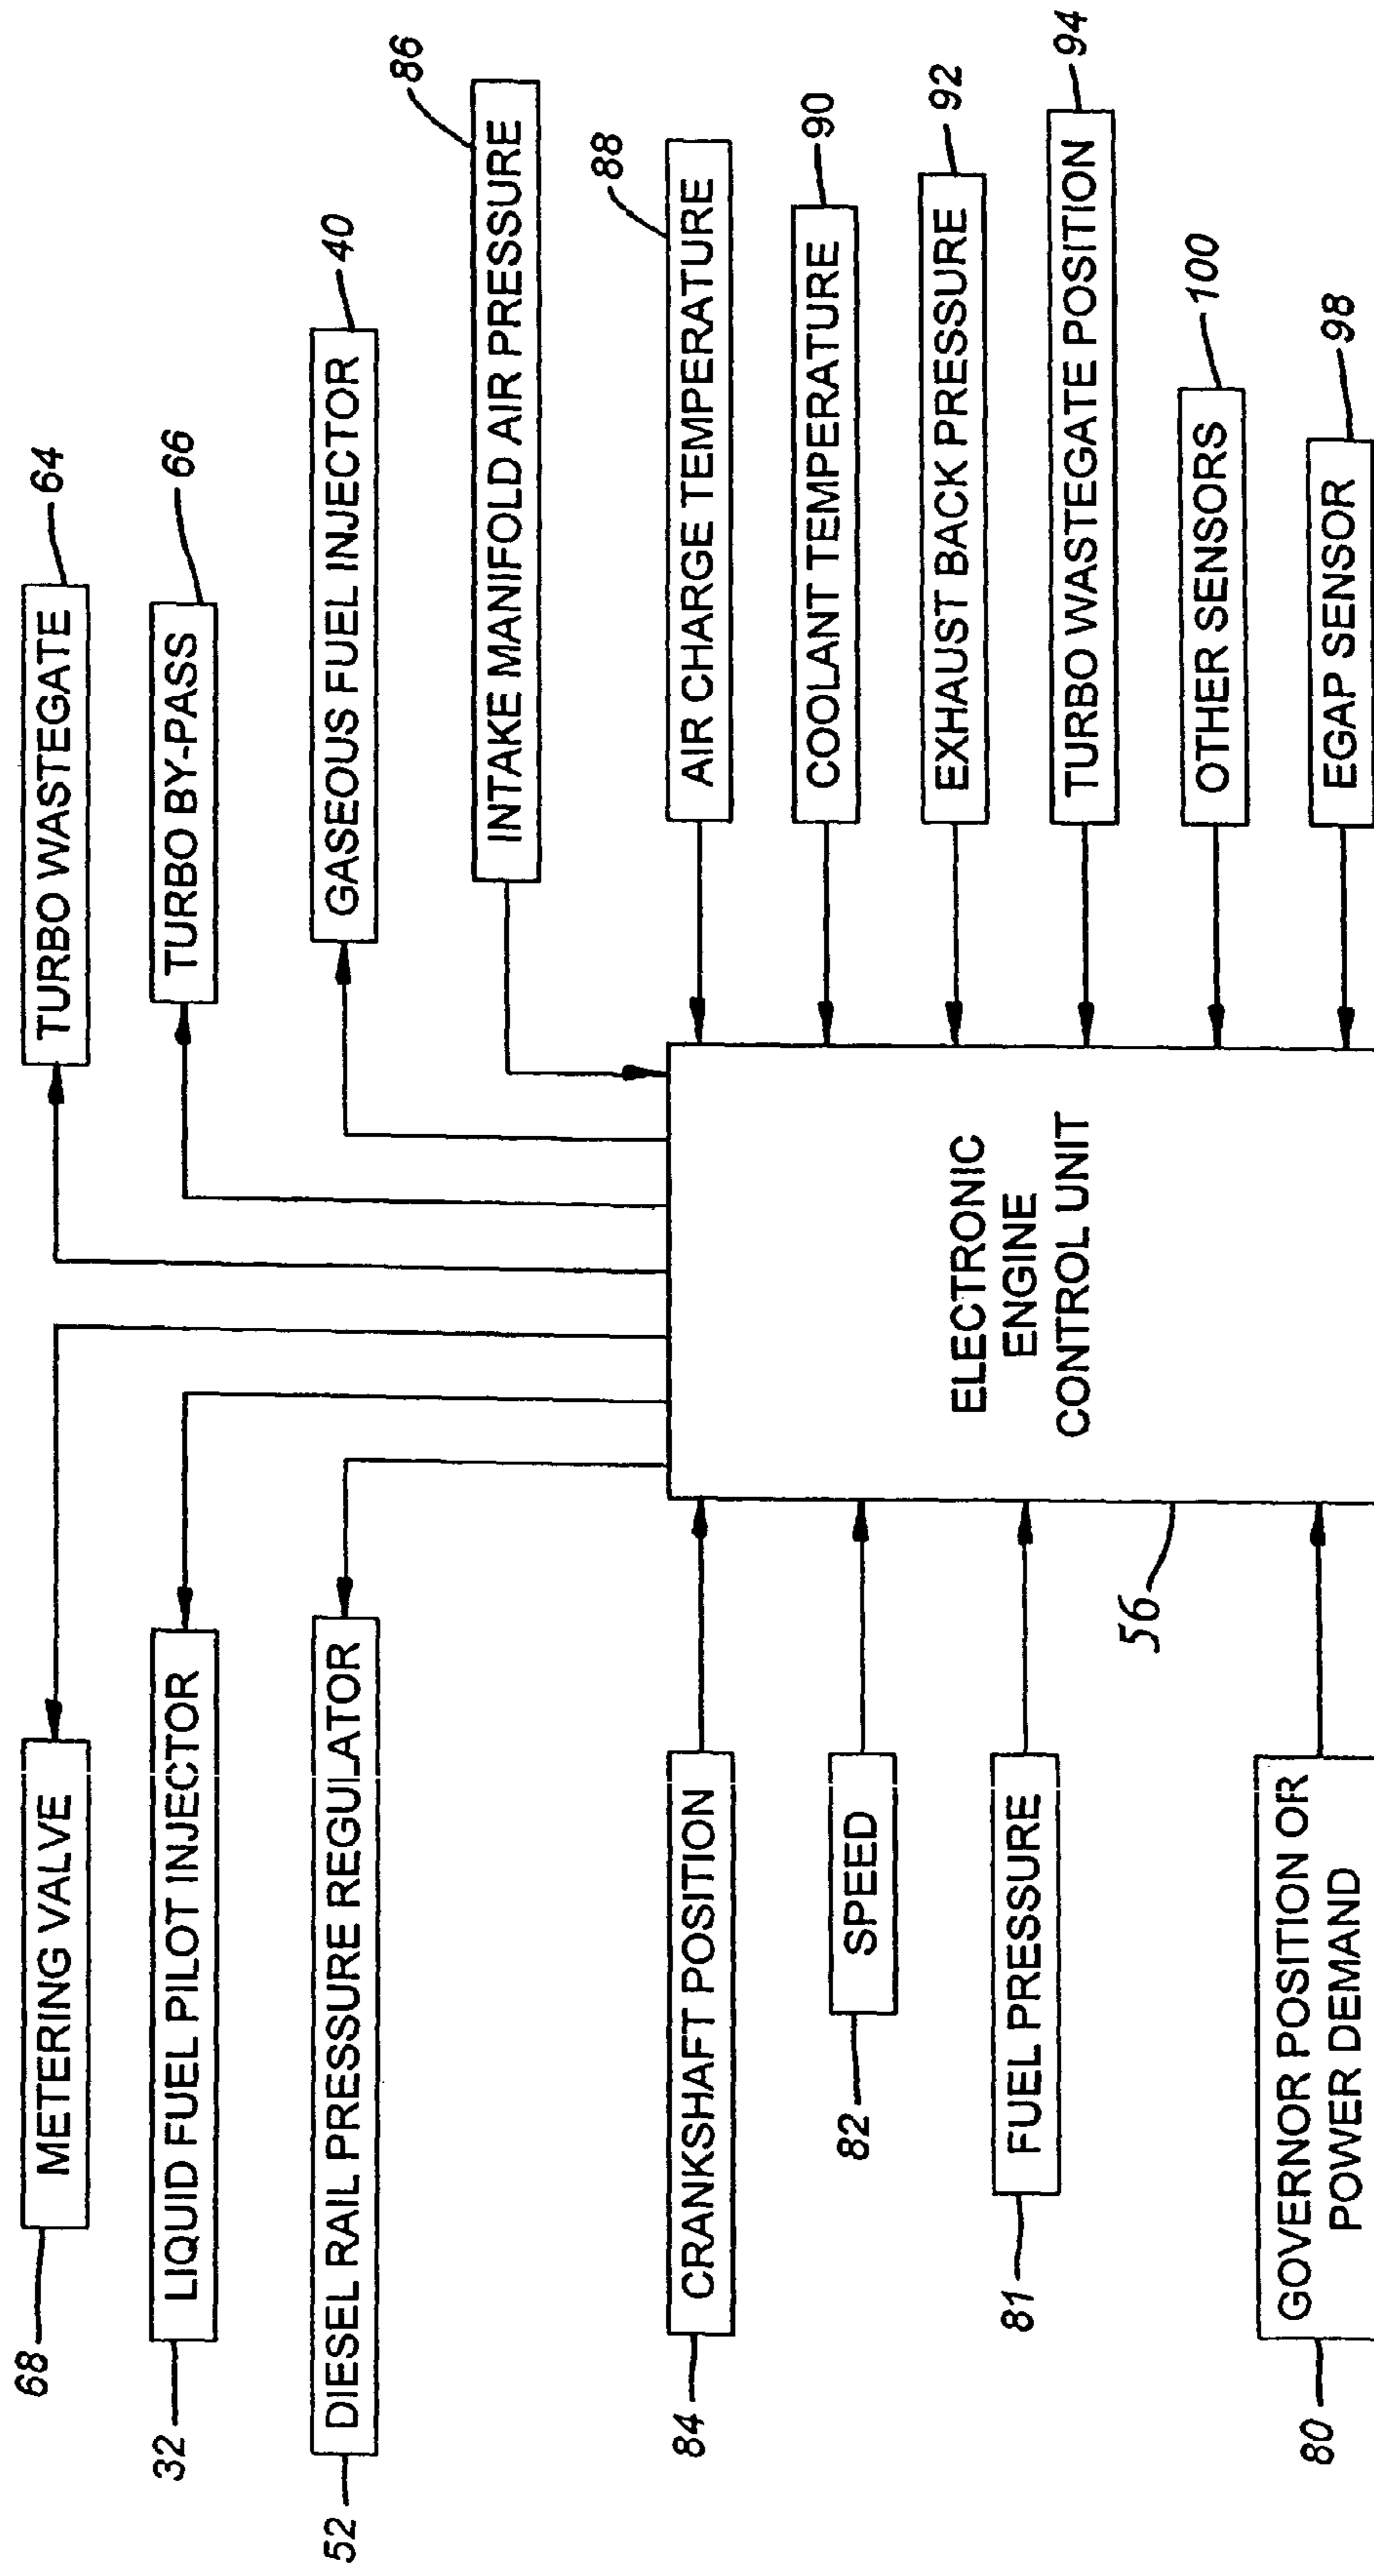 68
METERING VALVE
TURBO WASTEGATE
64
32
LIQUID FUEL PILOT INJECTOR
TURBO BY-PASS
66
52
DIESEL RAIL PRESSURE REGULATOR
GASEOUS FUEL INJECTOR
40
INTAKE MANIFOLD AIR PRESSURE
86
84
CRANKSHAFT POSITION
AIR CHARGE TEMPERATURE
88
82
SPEED
COOLANT TEMPERATURE
90
ELECTRONIC
ENGINE
CONTROL UNIT
56
EXHAUST BACK PRESSURE
92
81
FUEL PRESSURE
TURBO WASTEGATE POSITION
94
OTHER SENSORS
100
80
GOVERNOR POSITION OR
POWER DEMAND
EGAP SENSOR
98